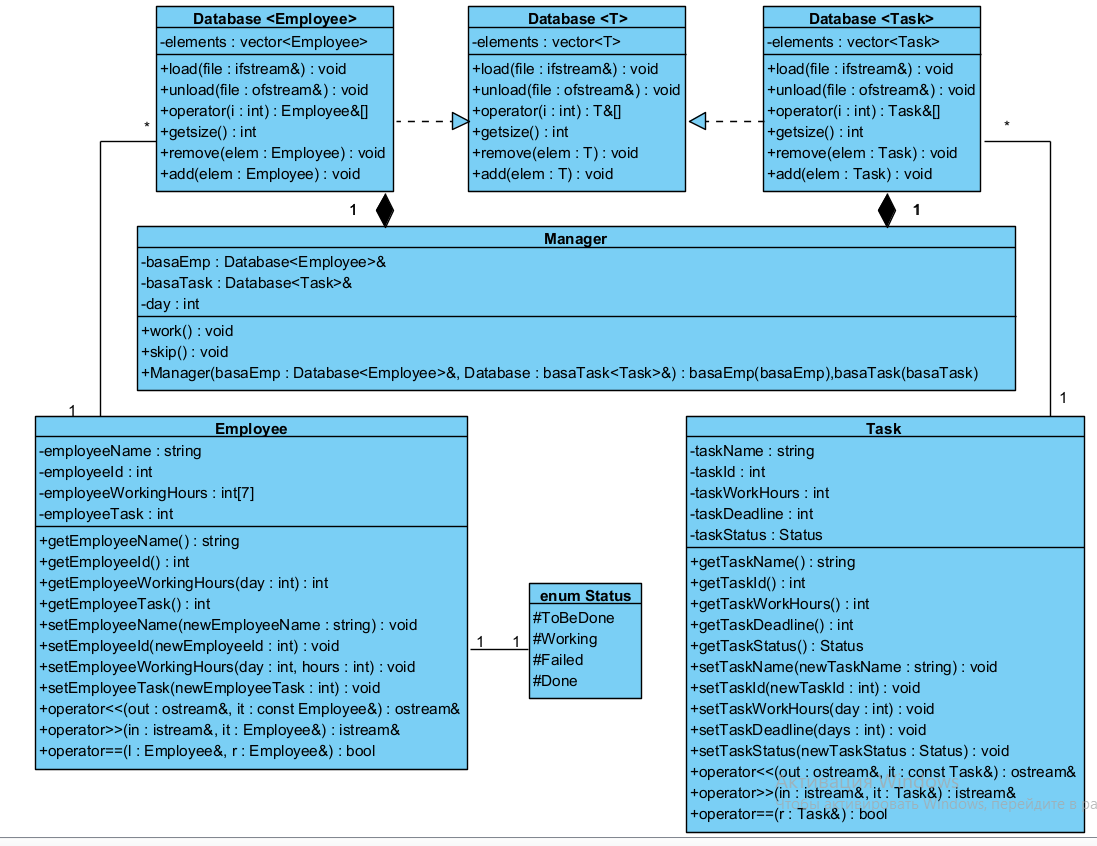 Database <Employee>
-elements : vector<Employee>
+load(file : ifstream&) : void
+unload(file : ofstream&) : void
+operator(i : int) : Employee&[]
+getsize() : int
+remove(elem : Employee) : void
+add(elem : Employee) : void
Database <T>
-elements : vector<T>
+load(file : ifstream&) : void
+unload(file : ofstream&) : void
+operator(i : int) : T&[]
+getsize() : int
+remove(elem : T) : void
+add(elem : T) : void
Database <Task>
-elements : vector<Task>
+load(file : ifstream&) : void
+unload(file : ofstream&) : void
+operator(i : int) : Task&[]
+getsize() : int
+remove(elem : Task) : void
+add(elem : Task) : void
*
*
1
1
Manager
-basaEmp : Database<Employee>&
-basaTask : Database<Task>&
-day : int
+work() : void
+skip() : void
+Manager(basaEmp : Database<Employee>&, Database : basaTask<Task>&) : basaEmp(basaEmp),basaTask(basaTask)
1
1
Employee
-employeeName : string
-employeeId : int
-employeeWorkingHours : int[7]
-employeeTask : int
+getEmployeeName() : string
+getEmployeeId() : int
+getEmployeeWorkingHours(day : int) : int
+getEmployeeTask() : int
+setEmployeeName(newEmployeeName : string) : void
+setEmployeeId(newEmployeeId : int) : void
+setEmployeeWorkingHours(day : int, hours : int) : void
+setEmployeeTask(newEmployeeTask : int) : void
+operator<<(out : ostream&, it : const Employee&) : ostream&
+operator>>(in : istream&, it : Employee&) : istream&
+operator==(l : Employee&, r : Employee&) : bool
1 1
enum Status
#ToBeDone
#Working
#Failed
#Done
Task
-taskName : string
-taskId : int
-taskWorkHours : int
-taskDeadline : int
-taskStatus : Status
+getTaskName() : string
+getTaskId() : int
+getTaskWorkHours() : int
+getTaskDeadline() : int
+getTaskStatus() : Status
+setTaskName(newTaskName : string) : void
+setTaskId(newTaskId : int) : void
+setTaskWorkHours(day : int) : void
+setTaskDeadline(days : int) : void
+setTaskStatus(newTaskStatus : Status) : void
+operator<<(out : ostream&, it : const Task&) : ostream&
+operator>>(in : istream&, it : Task&) : istream&
+operator==(r : Task&) : bool
Активация Windows
Чтобы активировать Windows, перейдите в